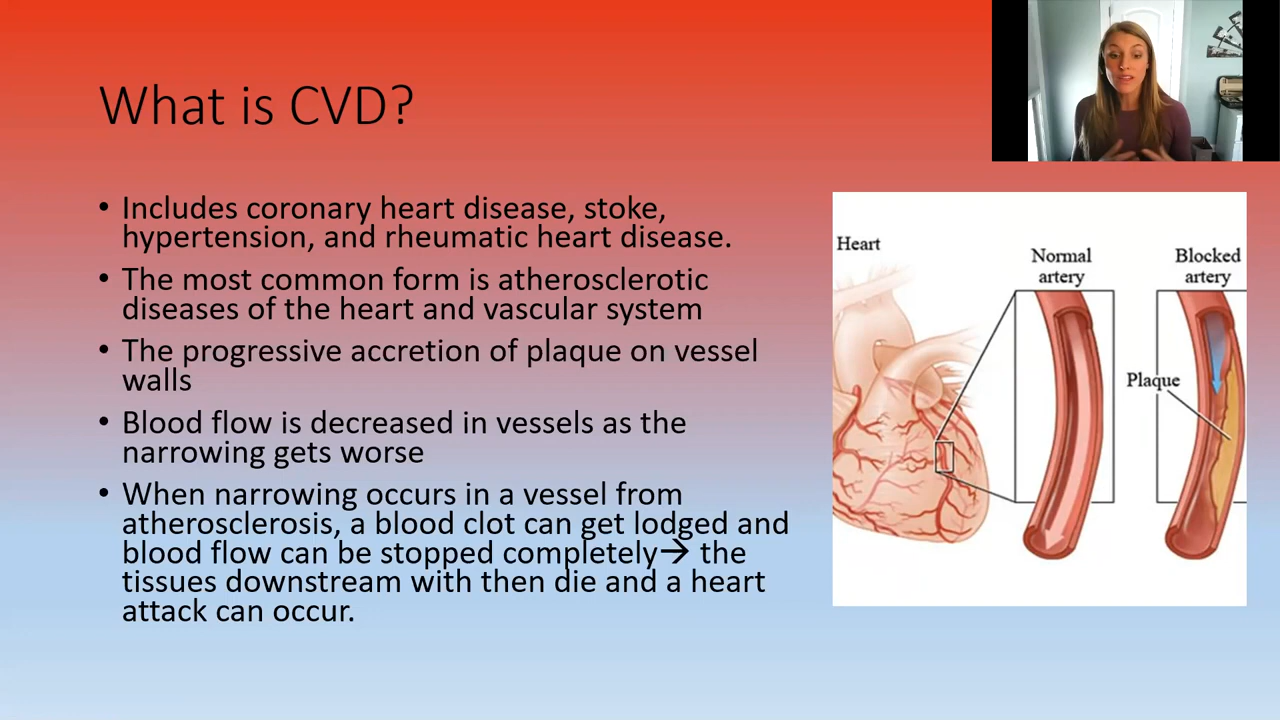 What is CVD?
• Includes coronary heart disease, stoke,
hypertension, and rheumatic heart disease.
• The most common form is atherosclerotic
diseases of the heart and vascular system
• The progressive accretion of plaque on vessel
walls
• Blood flow is decreased in vessels as the
narrowing gets worse
• When narrowing occurs in a vessel from
atherosclerosis, a blood clot can get lodged and
blood flow can be stopped completely→ the
tissues downstream with then die and a heart
attack can occur.
Heart
Normal
artery
Blocked
artery
Plaque